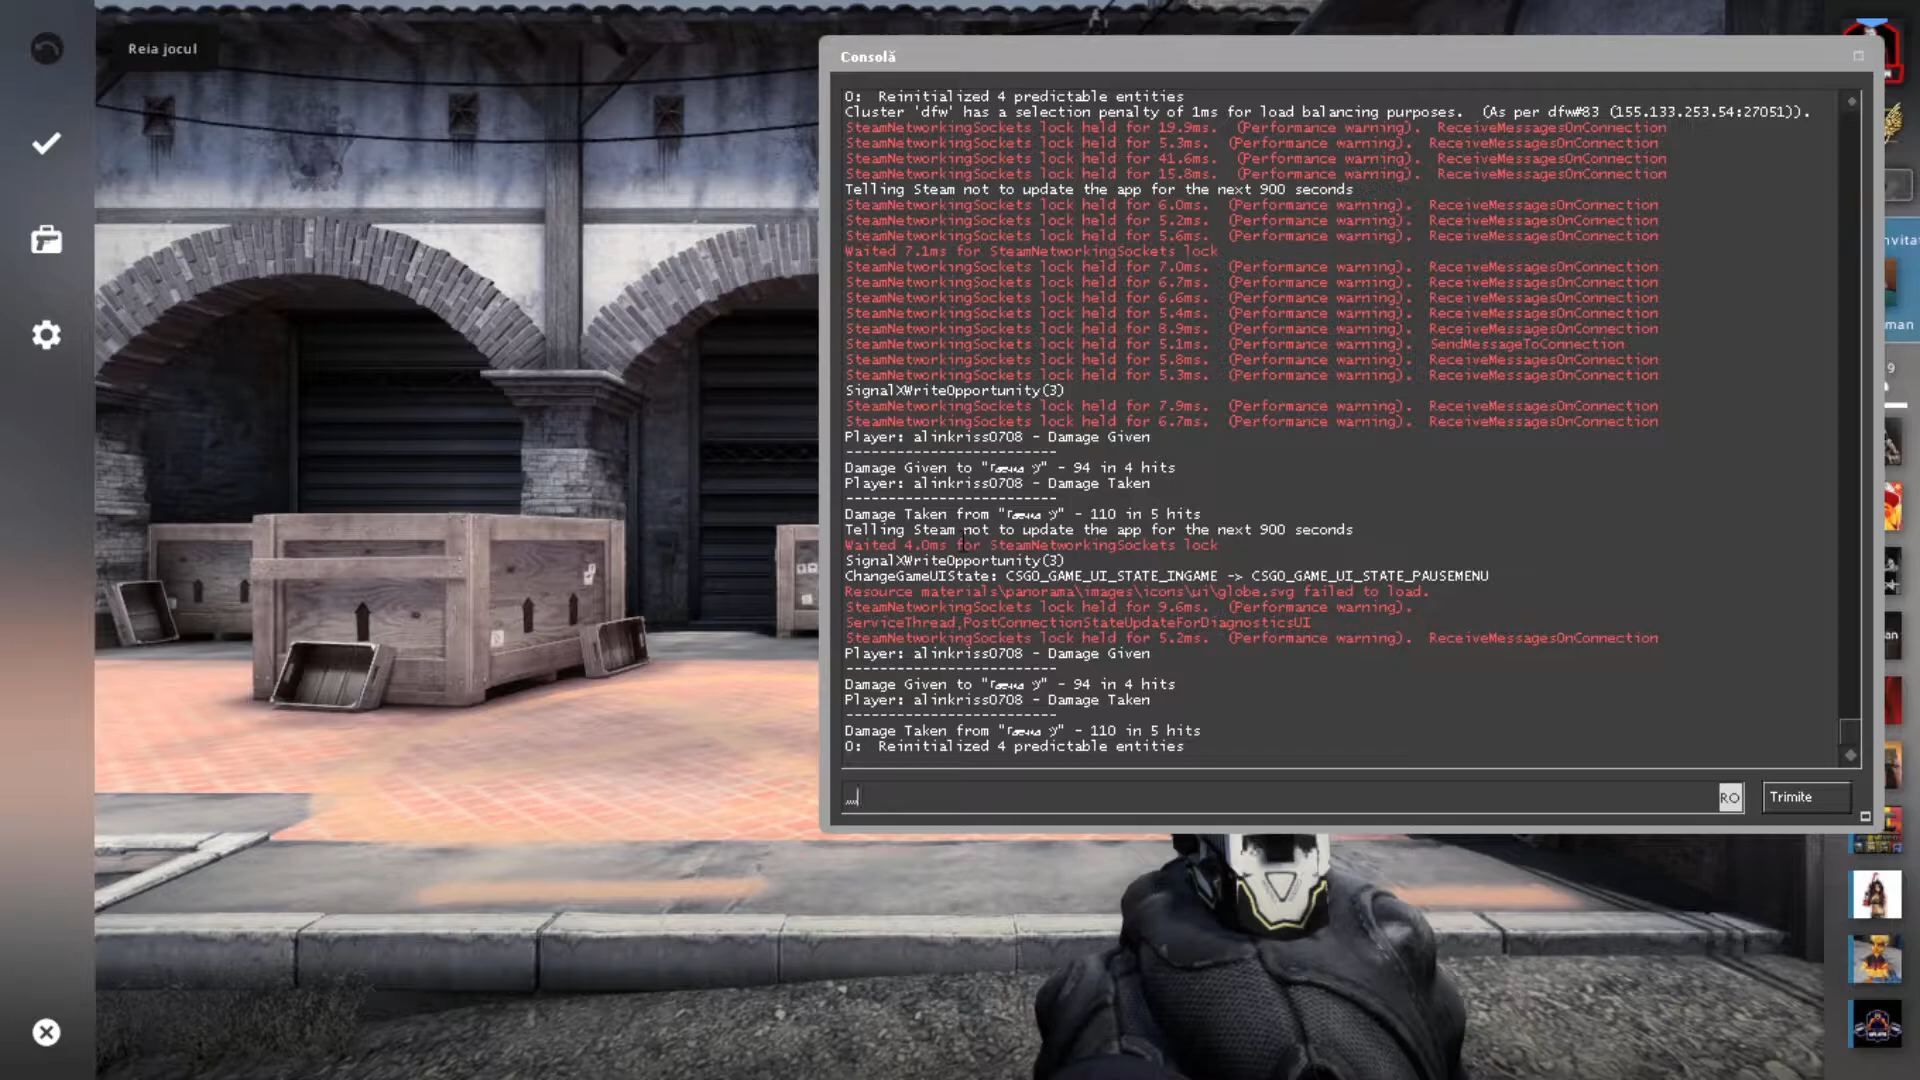 Reia jocul
Consolă
0:  Reinitialized 4 predictable entities
Cluster 'dfw' has a selection penalty of 1ms for load balancing purposes.  (As per dfw#83 (155.133.253.54:27051)).
SteamNetworkingSockets lock held for 19.9ms.  (Performance warning).  ReceiveMessagesOnConnection
SteamNetworkingSockets lock held for 5.3ms.  (Performance warning).  ReceiveMessagesOnConnection
SteamNetworkingSockets lock held for 41.6ms.  (Performance warning).  ReceiveMessagesOnConnection
SteamNetworkingSockets lock held for 15.8ms.  (Performance warning).  ReceiveMessagesOnConnection
Telling Steam not to update the app for the next 900 seconds
SteamNetworkingSockets lock held for 6.0ms.  (Performance warning).  ReceiveMessagesOnConnection
SteamNetworkingSockets lock held for 5.2ms.  (Performance warning).  ReceiveMessagesOnConnection
SteamNetworkingSockets lock held for 5.6ms.  (Performance warning).  ReceiveMessagesOnConnection
Waited 7.1ms for SteamNetworkingSockets lock
SteamNetworkingSockets lock held for 7.0ms.  (Performance warning).  ReceiveMessagesOnConnection
SteamNetworkingSockets lock held for 6.7ms.  (Performance warning).  ReceiveMessagesOnConnection
SteamNetworkingSockets lock held for 6.6ms.  (Performance warning).  ReceiveMessagesOnConnection
SteamNetworkingSockets lock held for 5.4ms.  (Performance warning).  ReceiveMessagesOnConnection
SteamNetworkingSockets lock held for 8.9ms.  (Performance warning).  ReceiveMessagesOnConnection
SteamNetworkingSockets lock held for 5.1ms.  (Performance warning).  SendMessageToConnection
SteamNetworkingSockets lock held for 5.8ms.  (Performance warning).  ReceiveMessagesOnConnection
SteamNetworkingSockets lock held for 5.3ms.  (Performance warning).  ReceiveMessagesOnConnection
SignalXWriteOpportunity(3)
SteamNetworkingSockets lock held for 7.9ms.  (Performance warning).  ReceiveMessagesOnConnection
SteamNetworkingSockets lock held for 6.7ms.  (Performance warning).  ReceiveMessagesOnConnection
Player: alinkriss0708 - Damage Given
-------------------------
Damage Given to " " - 94 in 4 hits
Player: alinkriss0708 - Damage Taken
-------------------------
Damage Taken from " " - 110 in 5 hits
Telling Steam not to update the app for the next 900 seconds
Waited 4.0ms for SteamNetworkingSockets lock
SignalXWriteOpportunity(3)
ChangeGameUIState: CSGO_GAME_UI_STATE_INGAME -> CSGO_GAME_UI_STATE_PAUSEMENU
Resource materials\panorama\images\icons\ui\globe.svg failed to load.
SteamNetworkingSockets lock held for 9.6ms.  (Performance warning).
ServiceThread,PostConnectionStateUpdateForDiagnosticsUI
SteamNetworkingSockets lock held for 5.2ms.  (Performance warning).  ReceiveMessagesOnConnection
Player: alinkriss0708 - Damage Given
-------------------------
Damage Given to " " - 94 in 4 hits
Player: alinkriss0708 - Damage Taken
-------------------------
Damage Taken from " " - 110 in 5 hits
0:  Reinitialized 4 predictable entities
RO
Trimite
nvita
man
9
an